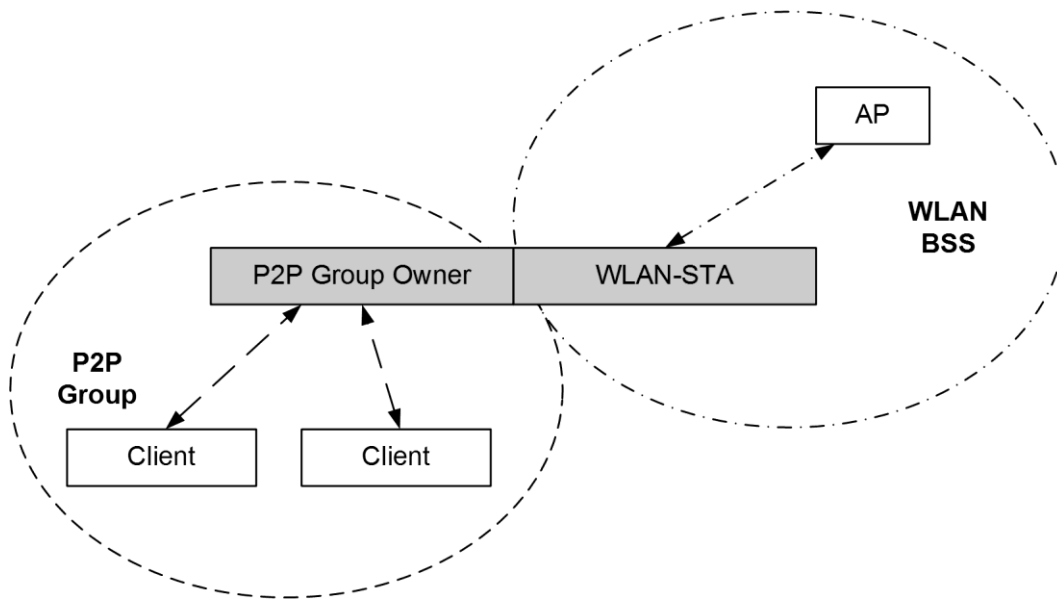 AP
WLAN
BSS
P2P Group Owner
WLAN-STA
P2P
Group
Client
Client